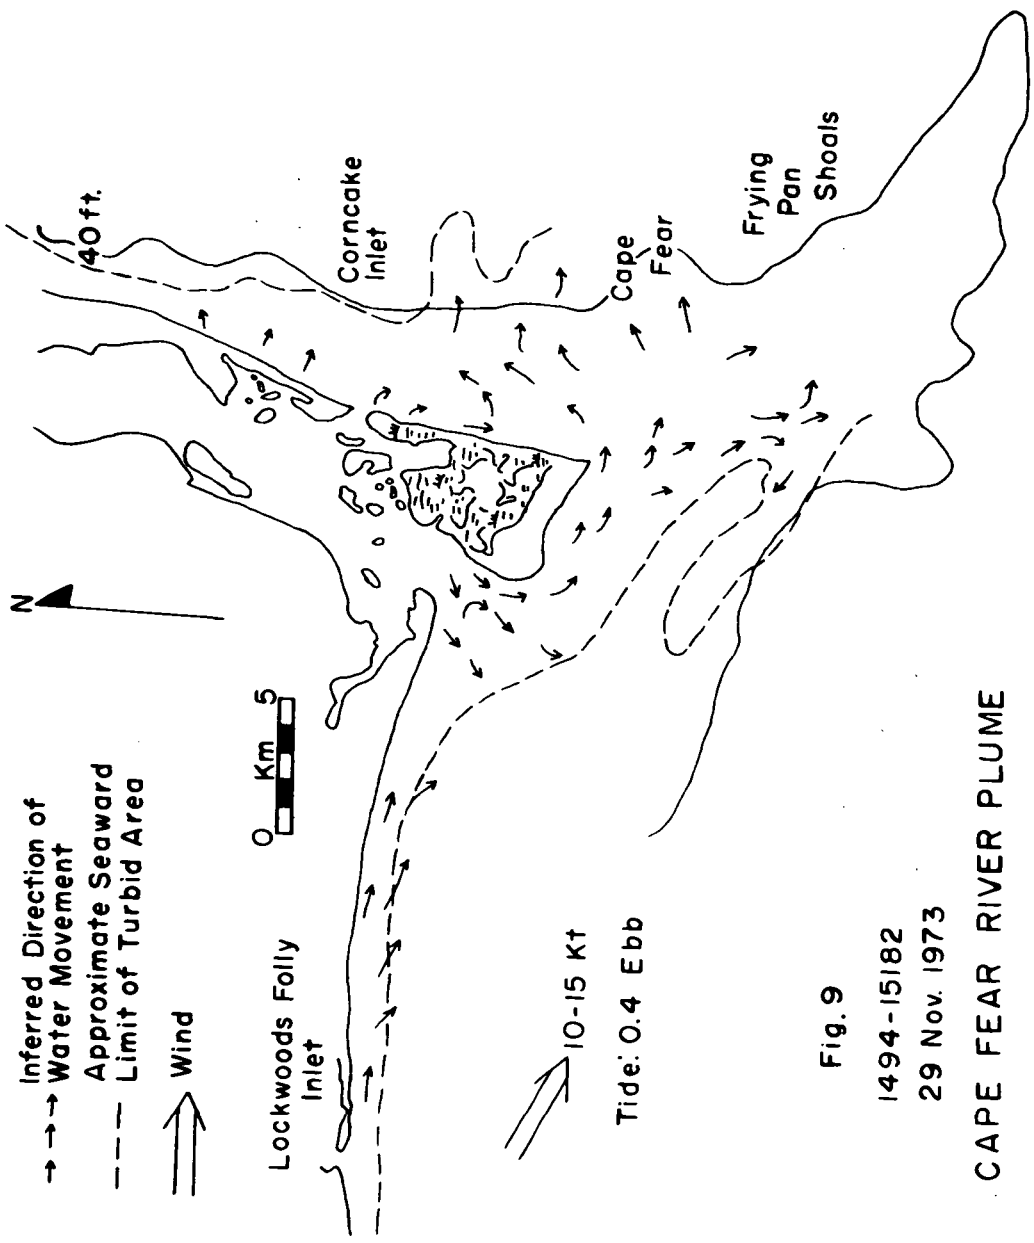 Inferred Direction of
Water Movement
Approximate Seaward
Limit of Turbid Area
Wind
N
0 Km 5
40 ft.
Corncake
Inlet
Lockwoods Folly
Inlet
Cape
Fear
Frying
Pan
Shoals
10-15 Kt
Tide: 0.4 Ebb
Fig. 9
1494-15182
29 Nov. 1973
CAPE FEAR RIVER PLUME